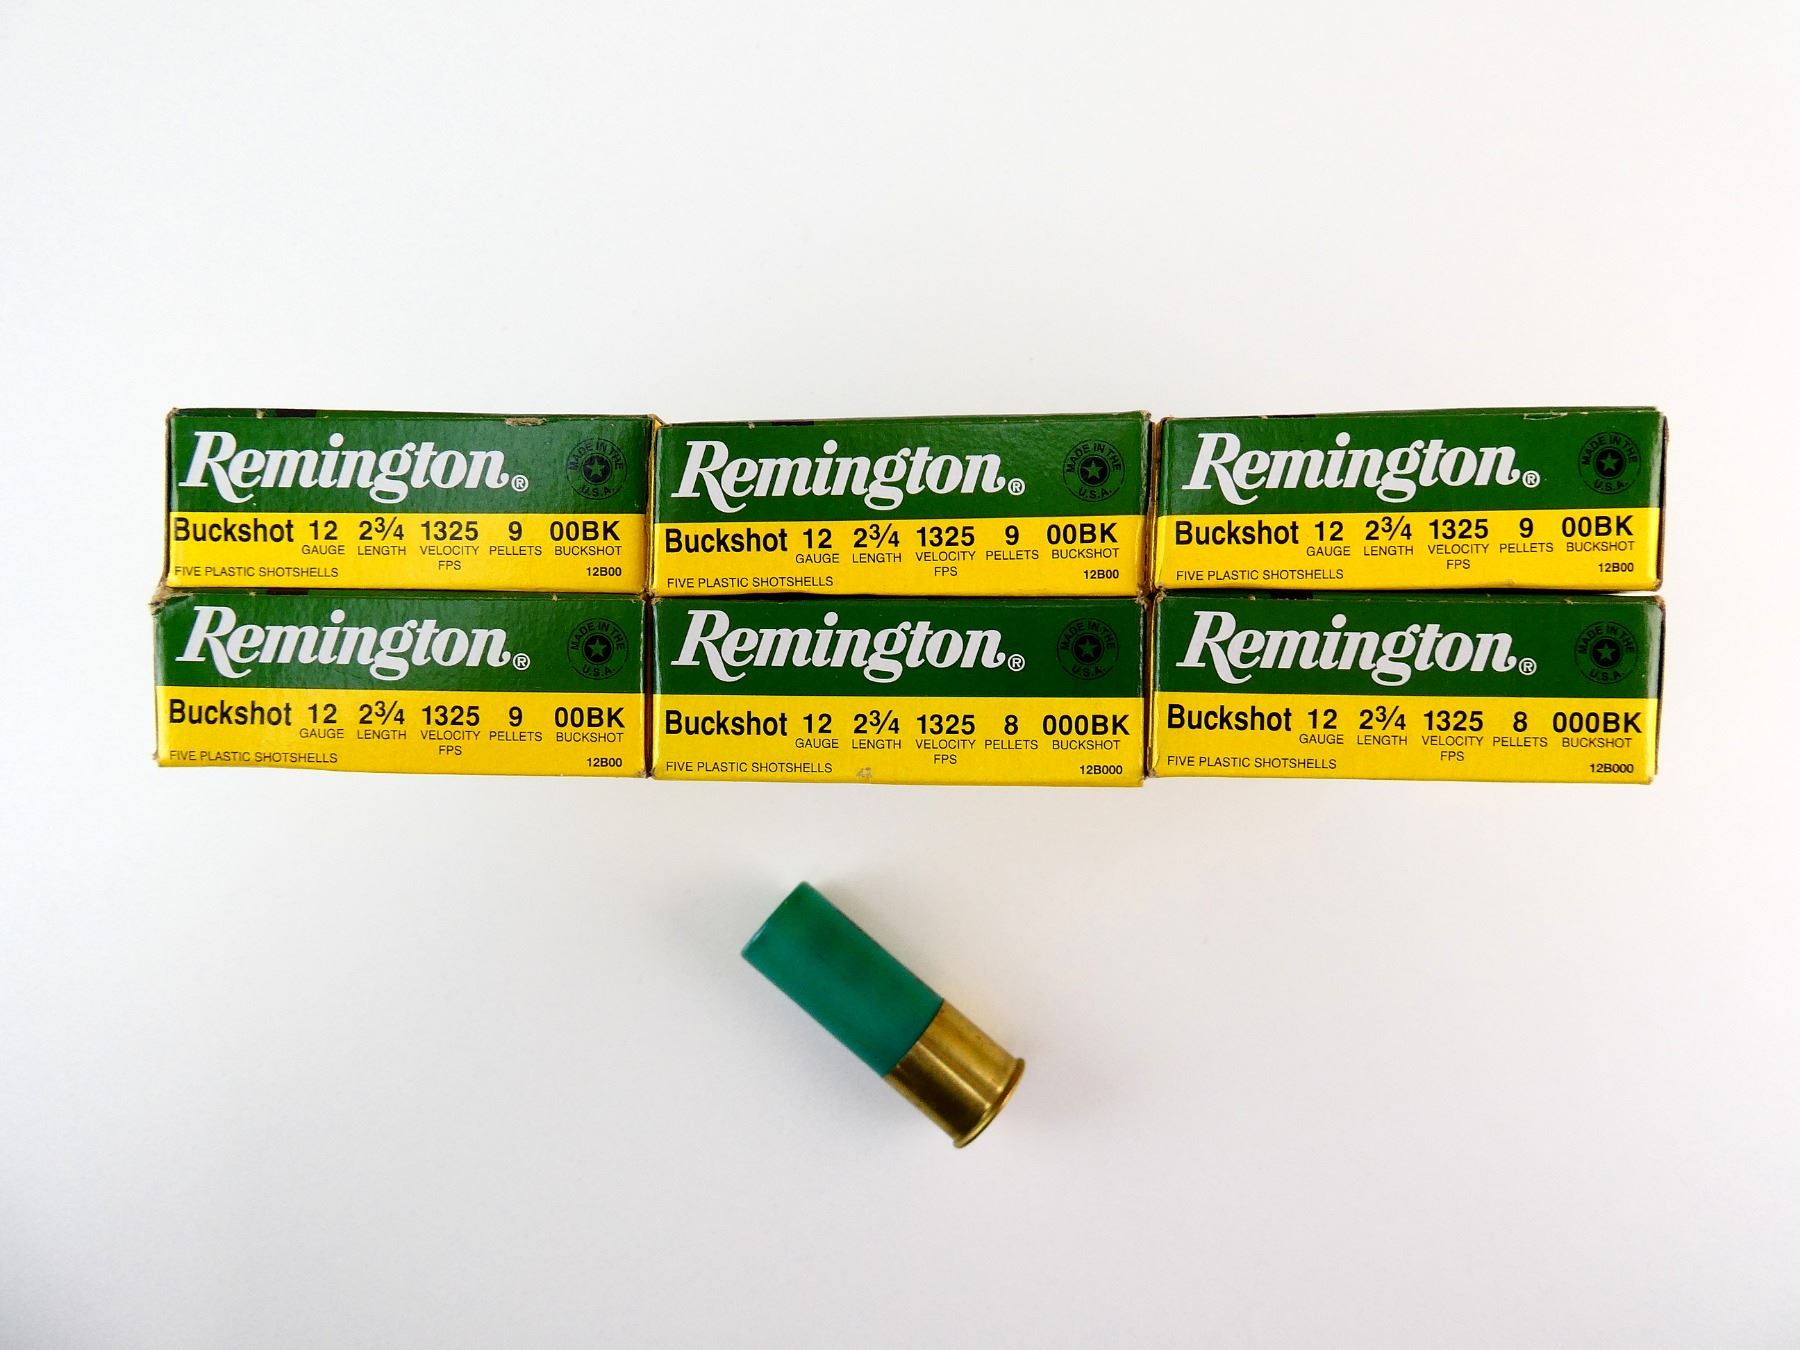 Remington®
MADE IN THE U.S.A.
Buckshot 12 2¾ 1325 9 00BK
GAUGE LENGTH VELOCITY PELLETS BUCKSHOT
FPS
FIVE PLASTIC SHOTSHELLS 12B00
Remington®
MADE IN THE U.S.A.
Buckshot 12 2¾ 1325 9 00BK
GAUGE LENGTH VELOCITY PELLETS BUCKSHOT
FPS
FIVE PLASTIC SHOTSHELLS 12B00
Remington®
MADE IN THE U.S.A.
Buckshot 12 2¾ 1325 9 00BK
GAUGE LENGTH VELOCITY PELLETS BUCKSHOT
FPS
FIVE PLASTIC SHOTSHELLS 12B00
Remington®
MADE IN THE U.S.A.
Buckshot 12 2¾ 1325 9 00BK
GAUGE LENGTH VELOCITY PELLETS BUCKSHOT
FPS
FIVE PLASTIC SHOTSHELLS 12B00
Remington®
MADE IN THE U.S.A.
Buckshot 12 2¾ 1325 8 000BK
GAUGE LENGTH VELOCITY PELLETS BUCKSHOT
FPS
FIVE PLASTIC SHOTSHELLS 12B000
Remington®
MADE IN THE U.S.A.
Buckshot 12 2¾ 1325 8 000BK
GAUGE LENGTH VELOCITY PELLETS BUCKSHOT
FPS
FIVE PLASTIC SHOTSHELLS 12B000